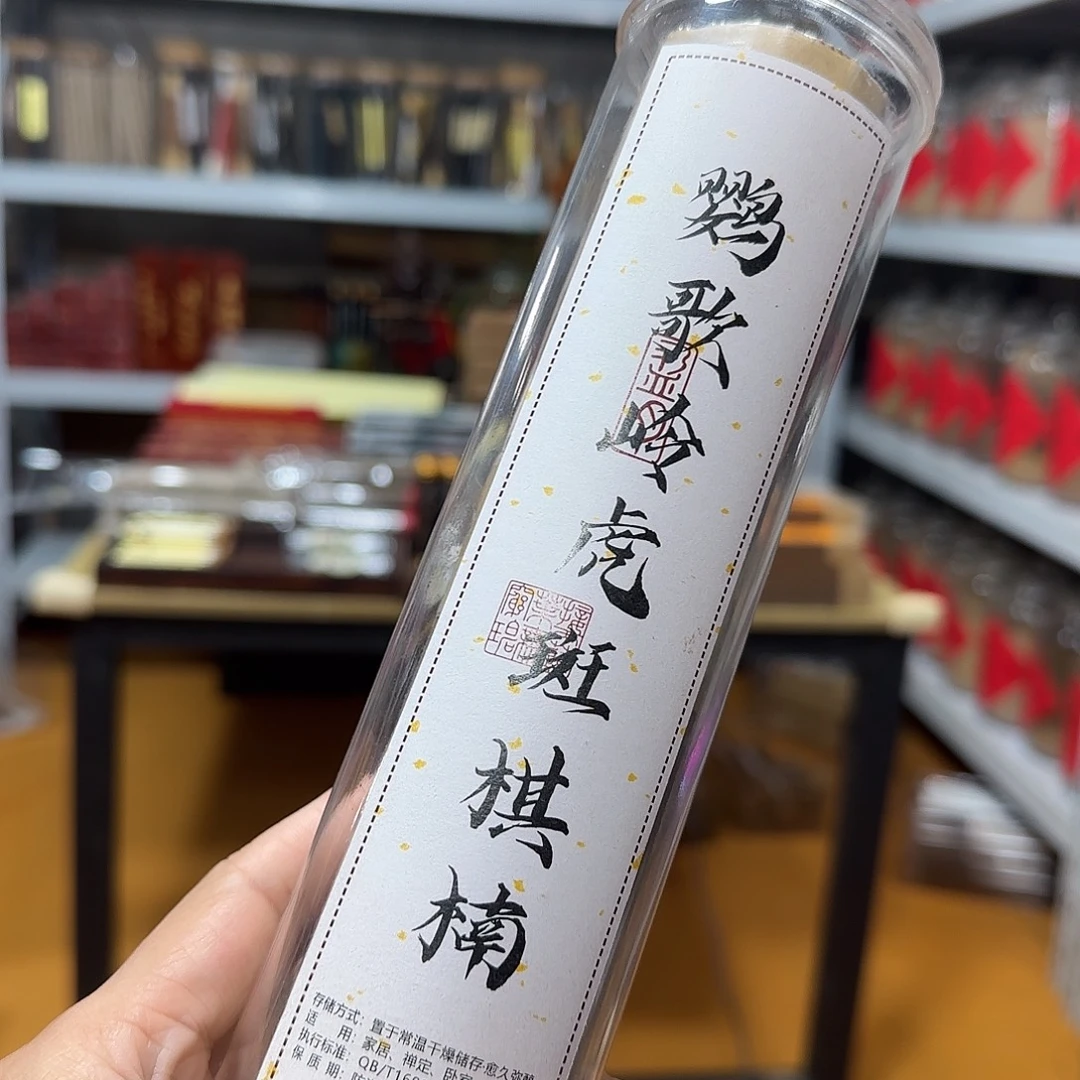 鹦歌岭虎斑棋楠
存储方式：置于常温干燥储存·愈久弥醇
适 用：家居、禅定、卧室
执行标准：QB/T16
保 质 期：防